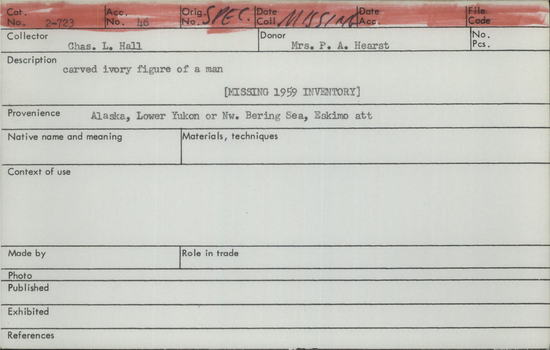 Cat. No. 2-723 Acc. No. 46 Orig. No. SPEC. Date Coll. MISSING Date Acc. File Code
Collector Chas. L. Hall Donor Mrs. P. A. Hearst No. Pcs.
Description carved ivory figure of a man
[MISSING 1959 INVENTORY]
Provenience Alaska, Lower Yukon or Nw. Bering Sea, Eskimo att
Native name and meaning Materials, techniques
Context of use
Made by Role in trade
Photo
Published
Exhibited
References